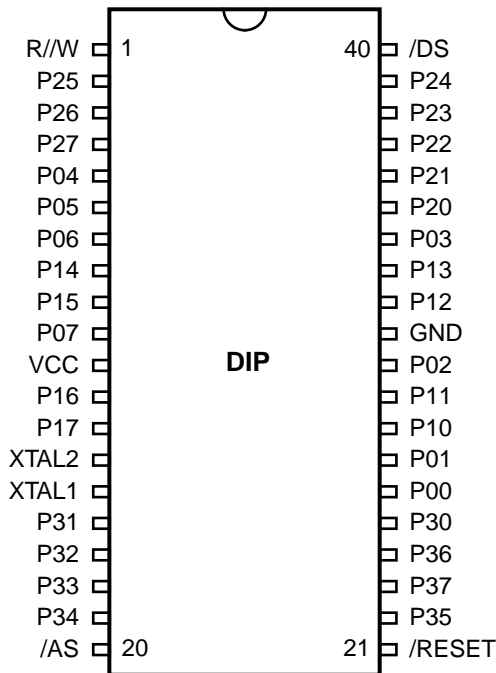 R//W 1 40 /DS
P25 P24
P26 P23
P27 P22
P04 P21
P05 P20
P06 P03
P14 P13
P15 P12
P07 GND
VCC DIP P02
P16 P11
P17 P10
XTAL2 P01
XTAL1 P00
P31 P30
P32 P36
P33 P37
P34 P35
/AS 20 21 /RESET